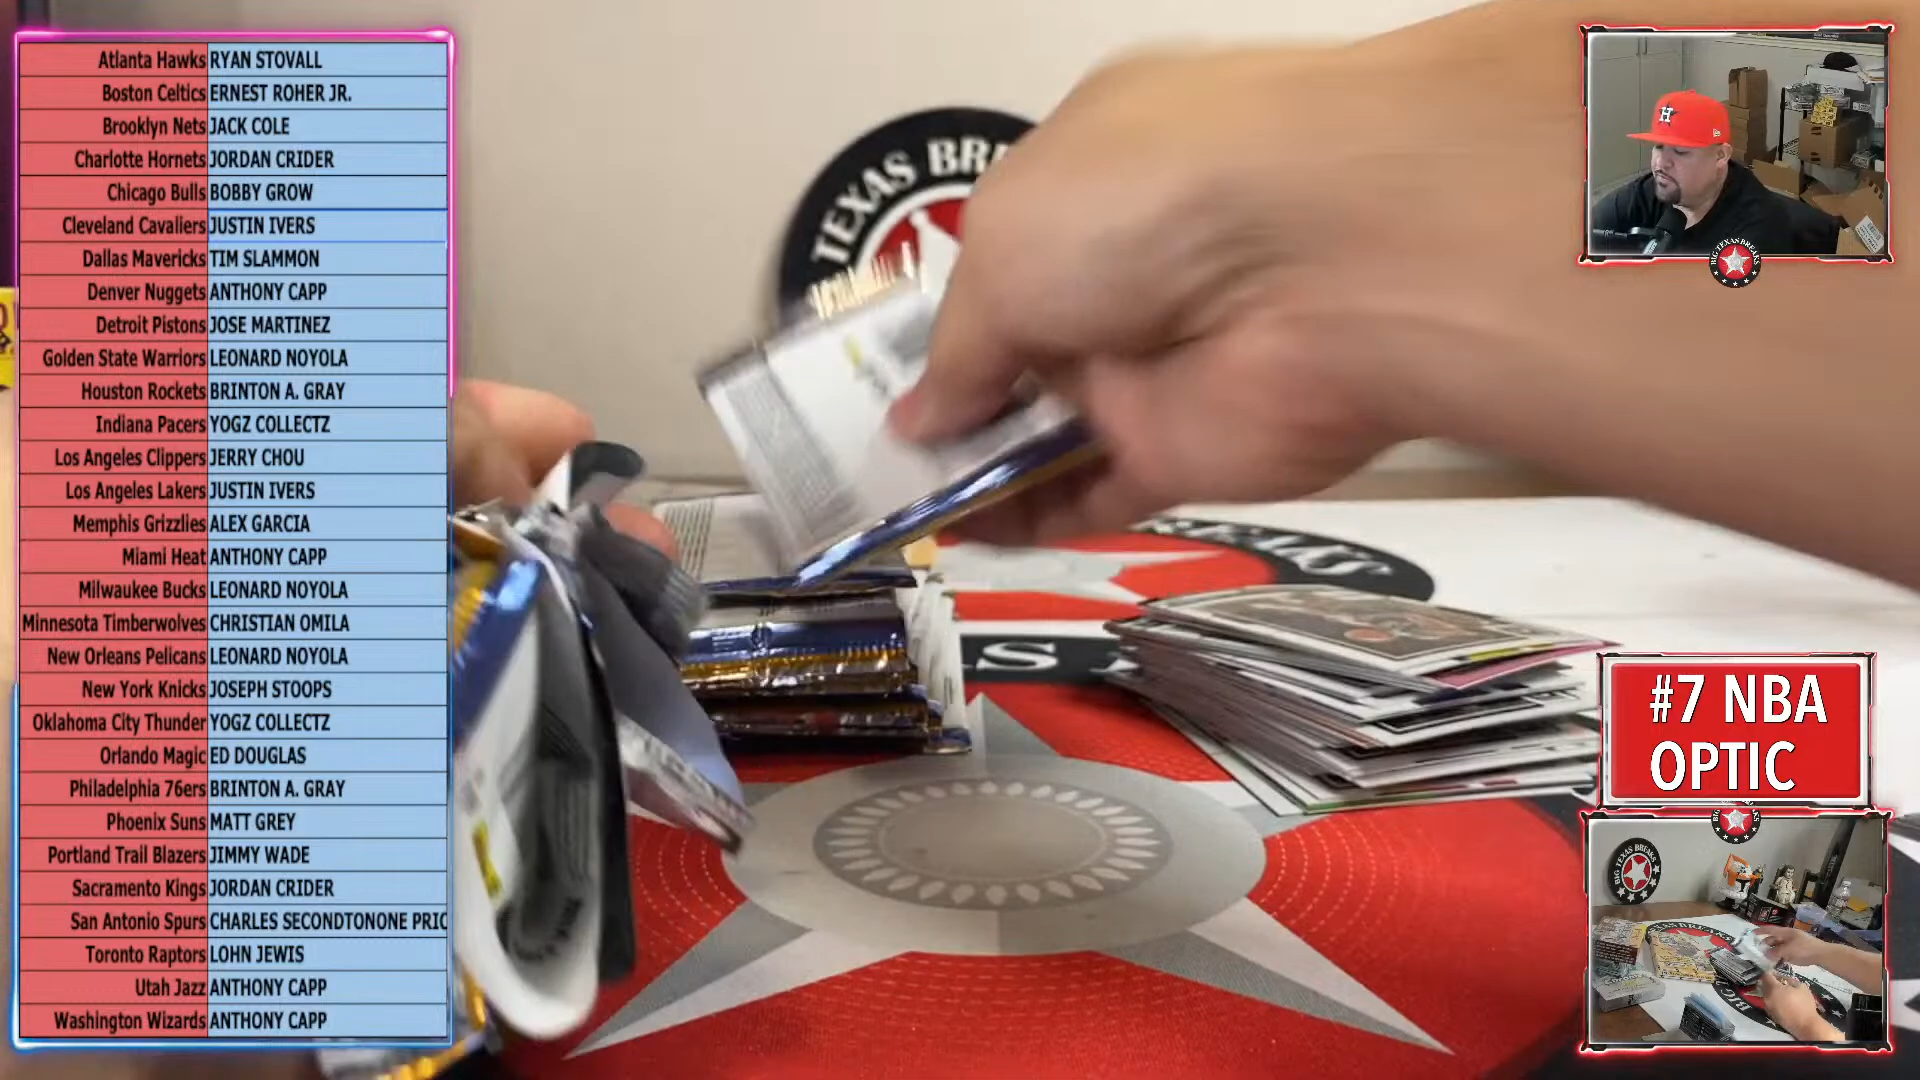 Atlanta Hawks RYAN STOVALL
Boston Celtics ERNEST ROHER JR.
Brooklyn Nets JACK COLE
Charlotte Hornets JORDAN CRIDER
Chicago Bulls BOBBY GROW
Cleveland Cavaliers JUSTIN IVERS
Dallas Mavericks TIM SLAMMON
Denver Nuggets ANTHONY CAPP
Detroit Pistons JOSE MARTINEZ
Golden State Warriors LEONARD NOYOLA
Houston Rockets BRINTON A. GRAY
Indiana Pacers YOGZ COLLECTZ
Los Angeles Clippers JERRY CHOU
Los Angeles Lakers JUSTIN IVERS
Memphis Grizzlies ALEX GARCIA
Miami Heat ANTHONY CAPP
Milwaukee Bucks LEONARD NOYOLA
Minnesota Timberwolves CHRISTIAN OMILA
New Orleans Pelicans LEONARD NOYOLA
New York Knicks JOSEPH STOOPS
Oklahoma City Thunder YOGZ COLLECTZ
Orlando Magic ED DOUGLAS
Philadelphia 76ers BRINTON A. GRAY
Phoenix Suns MATT GREY
Portland Trail Blazers JIMMY WADE
Sacramento Kings JORDAN CRIDER
San Antonio Spurs CHARLES SECONDTONONE PRIC
Toronto Raptors LOHN JEWIS
Utah Jazz ANTHONY CAPP
Washington Wizards ANTHONY CAPP
TEXAS BR
H
BIG TEXAS BREAKS
#7 NBA
OPTIC
BIG TEXAS BREAKS